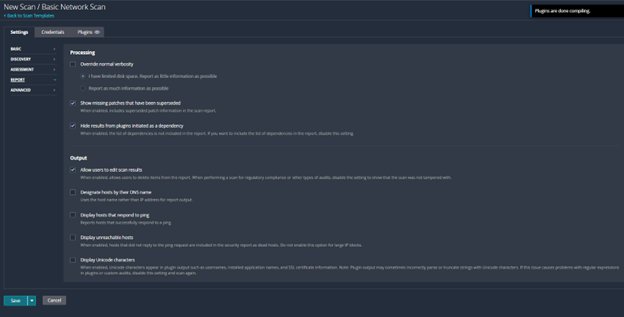 New Scan / Basic Network Scan
< Back to Scan Templates
Plugins are done compiling.
Settings
Credentials
Plugins
BASIC
DISCOVERY
ASSESSMENT
REPORT
ADVANCED
Processing
Override normal verbosity
I have limited disk space. Report as little information as possible
Report as much information as possible
Show missing patches that have been superseded
When enabled, includes superseded patch information in the scan report.
Hide results from plugins initiated as a dependency
When enabled, the list of dependencies is not included in the report. If you want to include the list of dependencies in the report, disable this setting.
Output
Allow users to edit scan results
When enabled, allows users to delete items from the report. When performing a scan for regulatory compliance or other types of audits, disable this setting to show that the scan was not tampered with.
Designate hosts by their DNS name
Uses the host name rather than IP address for report output.
Display hosts that respond to ping
Reports hosts that successfully respond to a ping.
Display unreachable hosts
When enabled, hosts that did not reply to the ping request are included in the security report as dead hosts. Do not enable this option for large IP blocks.
Display Unicode characters
When enabled, Unicode characters appear in plugin output such as usernames, installed application names, and SSL certificate information. Note: Plugin output may sometimes incorrectly parse or truncate strings with Unicode characters. If this issue causes problems with regular expressions
in plugins or custom audits, disable this setting and scan again.
Save
Cancel